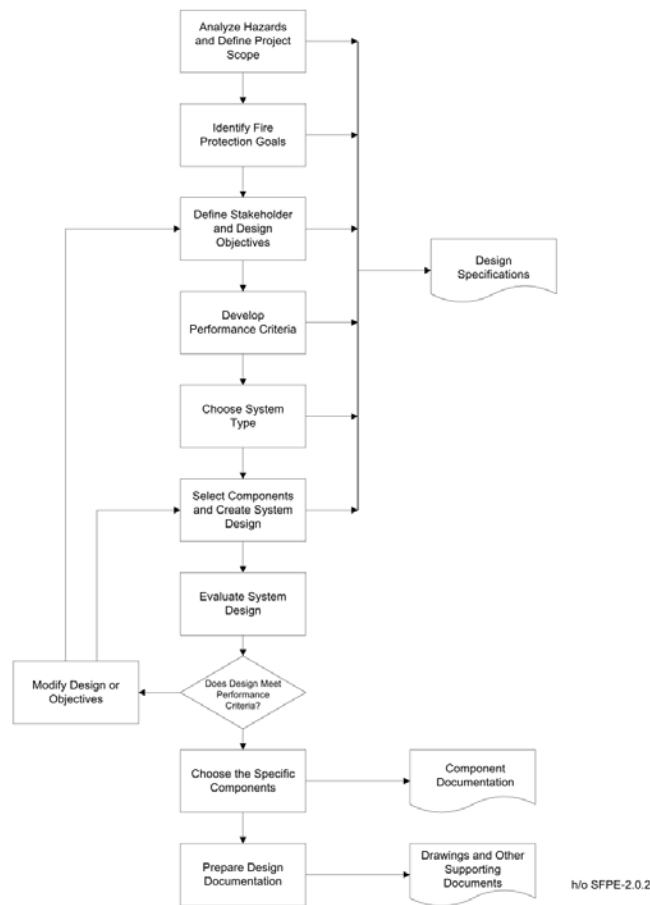 Analyze Hazards
and Define Project
Scope
Identify Fire
Protection Goals
Define Stakeholder
and Design
Objectives
Design
Specifications
Develop
Performance Criteria
Choose System
Type
Select Components
and Create System
Design
Evaluate System
Design
Modify Design or
Objectives
Does Design Meet
Performance
Criteria?
Choose the Specific
Components
Component
Documentation
Prepare Design
Documentation
Drawings and Other
Supporting
Documents
h/o SFPE-2.0.2